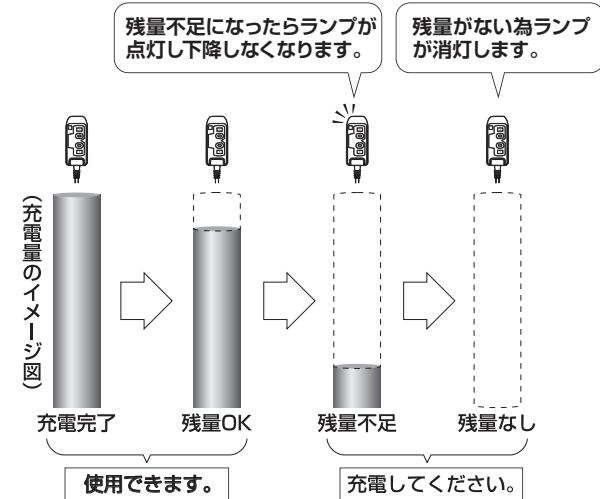 残量不足になったらランプが
点灯し下降しなくなります。
残量がない為ランプ
が消灯します。
（充電量のイメージ図）
充電完了
残量OK
残量不足
残量なし
使用できます。
充電してください。